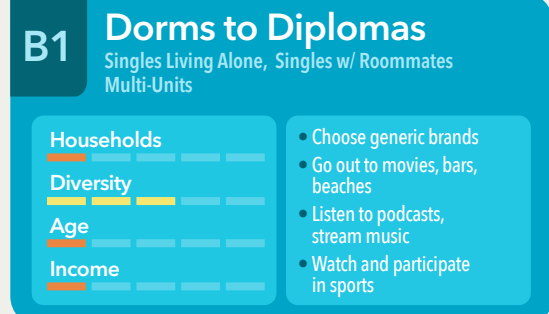 B1
Dorms to Diplomas
Singles Living Alone, Singles w/ Roommates
Multi-Units
Households
Diversity
Age
Income
• Choose generic brands
• Go out to movies, bars,
beaches
• Listen to podcasts,
stream music
• Watch and participate
in sports